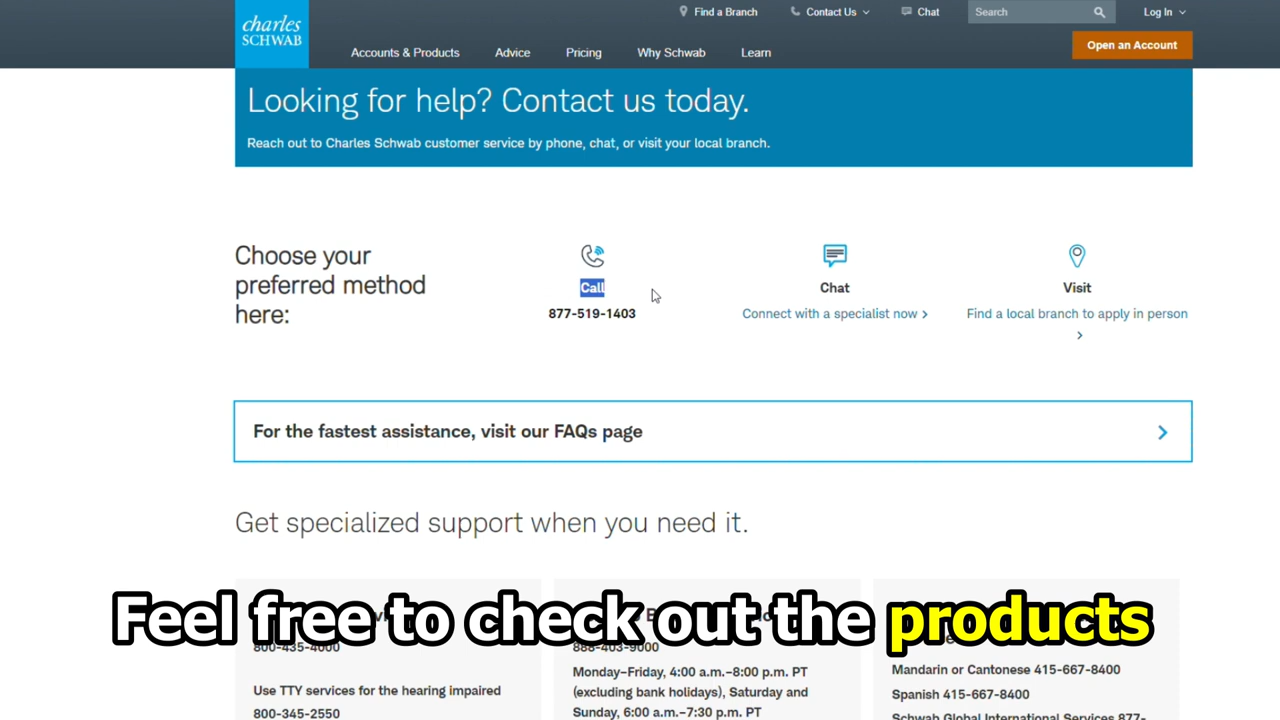 charles
SCHWAB
Find a Branch
Contact Us
Chat
Search
Log In
Accounts & Products
Advice
Pricing
Why Schwab
Learn
Open an Account
Looking for help? Contact us today.
Reach out to Charles Schwab customer service by phone, chat, or visit your local branch.
Choose your
preferred method
here:
Call
877-519-1403
Chat
Connect with a specialist now
Visit
Find a local branch to apply in person
For the fastest assistance, visit our FAQs page
Get specialized support when you need it.
Feel free to check out the products
800-435-4000
Use TTY services for the hearing impaired
800-345-2550
888-403-9000
Monday–Friday, 4:00 a.m.–8:00 p.m. PT
(excluding bank holidays), Saturday and
Sunday, 6:00 a.m.–7:30 p.m. PT
Mandarin or Cantonese 415-667-8400
Spanish 415-667-8400
Schwab Global International Services 877-